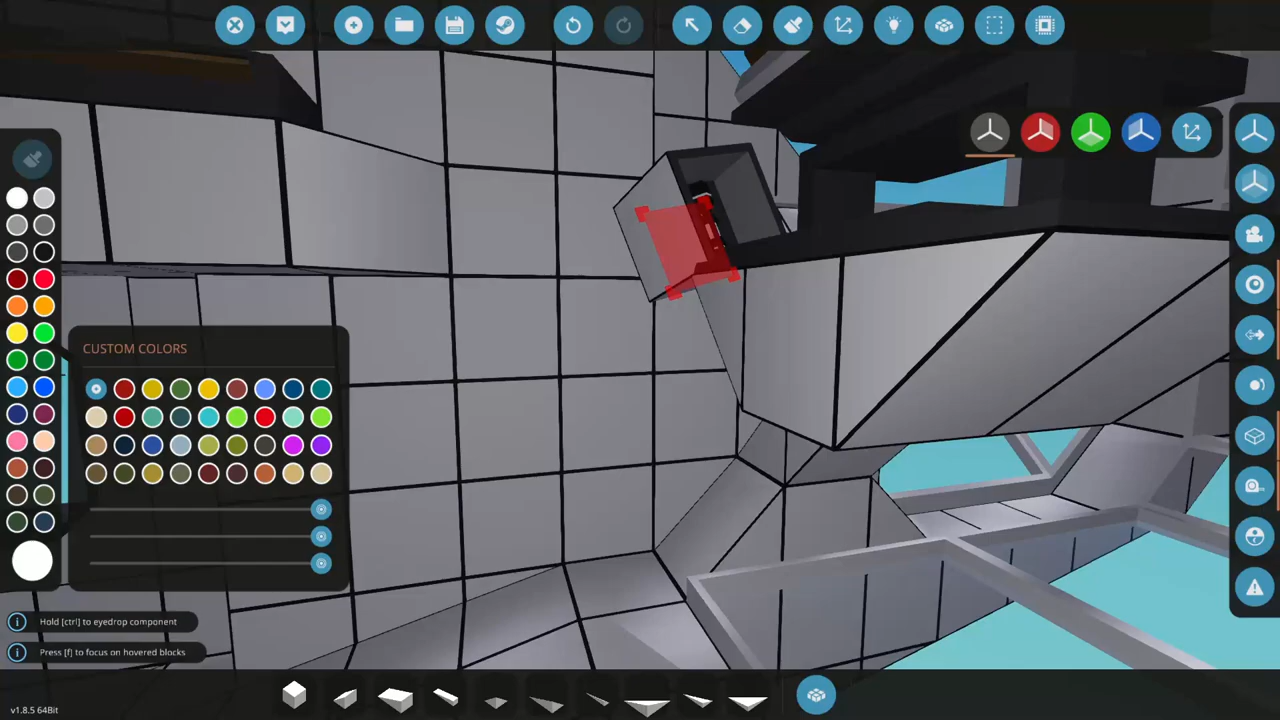 CUSTOM COLORS
Hold [ctrl] to eyedrop component
Press [f] to focus on hovered blocks
v1.8.5 64Bit